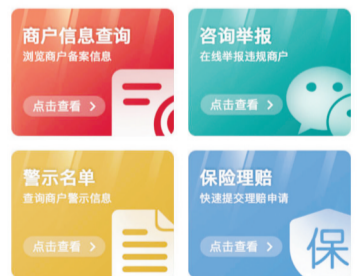 商户信息查询
浏览商户备案信息
点击查看 >
咨询举报
在线举报违规商户
点击查看 >
警示名单
查询商户警示信息
点击查看 >
保险理赔
快速提交理赔申请
点击查看 >
保